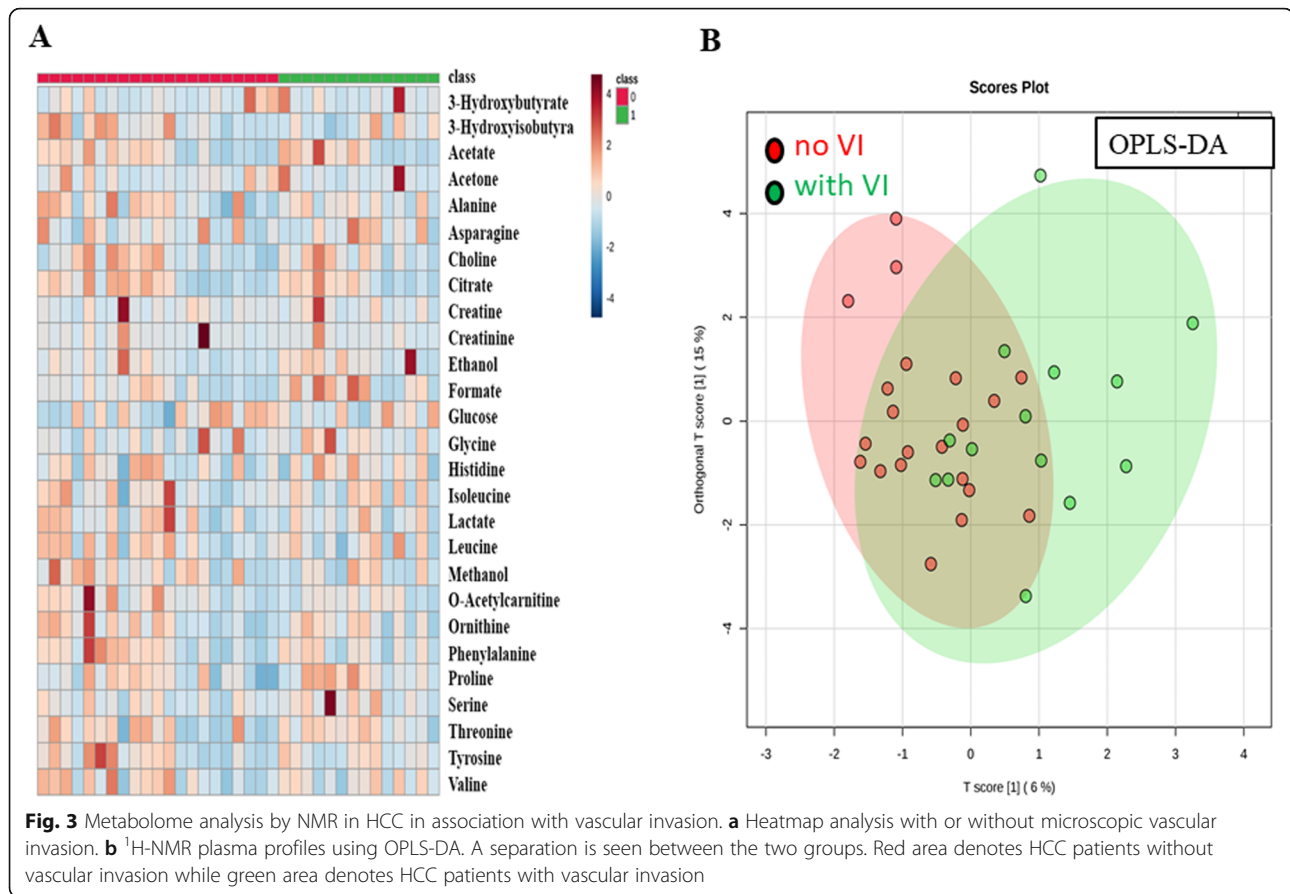 A
class
3-Hydroxybutyrate
3-Hydroxyisobutyra
Acetate
Acetone
Alanine
Asparagine
Choline
Citrate
Creatine
Creatinine
Ethanol
Formate
Glucose
Glycine
Histidine
Isoleucine
Lactate
Leucine
Methanol
O-Acetylcarnitine
Ornithine
Phenylalanine
Proline
Serine
Threonine
Tyrosine
Valine
4
2
0
-2
-4
class
0
1
B
Scores Plot
OPLS-DA
no VI
with VI
Orthogonal T score [1] ( 15 %)
4
2
0
-2
-4
-3 -2 -1 0 1 2 3 4
T score [1] ( 6 %)
Fig. 3 Metabolome analysis by NMR in HCC in association with vascular invasion. a Heatmap analysis with or without microscopic vascular
invasion. b ¹H-NMR plasma profiles using OPLS-DA. A separation is seen between the two groups. Red area denotes HCC patients without
vascular invasion while green area denotes HCC patients with vascular invasion